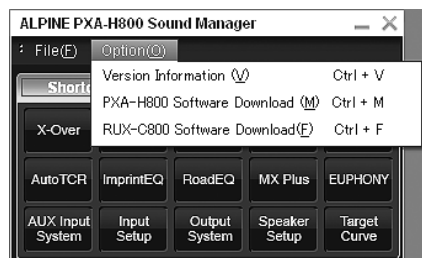 ALPINE PXA-H800 Sound Manager
File(F) Option(O)
Version Information (V) Ctrl + V
PXA-H800 Software Download (M) Ctrl + M
RUX-C800 Software Download(F) Ctrl + F
X-Over
AutoTCR ImprintEQ RoadEQ MX Plus EUPHONY
AUX Input System Input Setup Output System Speaker Setup Target Curve